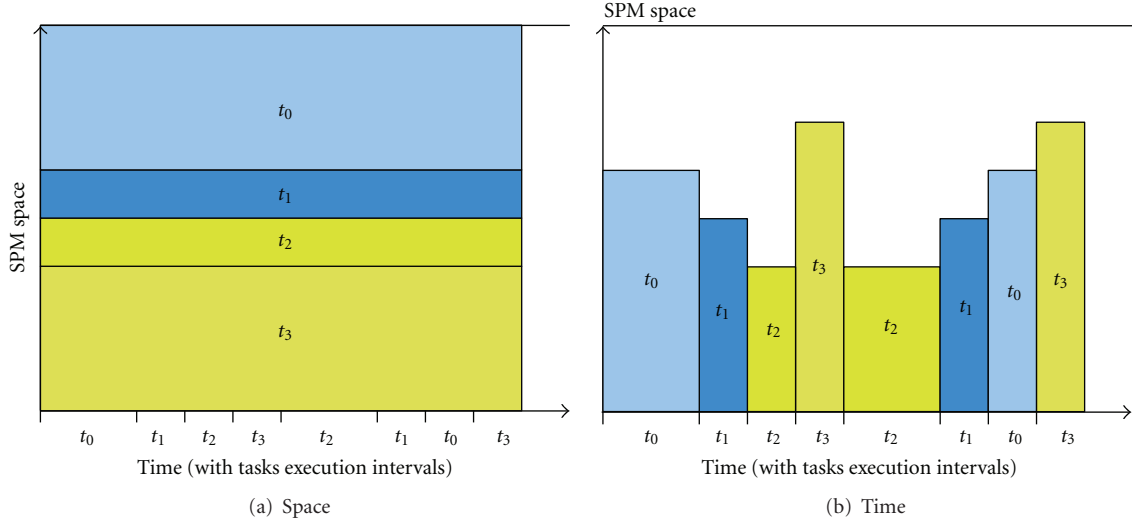 SPM space
t0
t1
t2
t3
t0 t1 t2 t3 t2 t1 t0 t3
Time (with tasks execution intervals)
(a) Space
SPM space
t0
t1
t2
t3
t2
t1
t0
t3
t0 t1 t2 t3 t2 t1 t0 t3
Time (with tasks execution intervals)
(b) Time